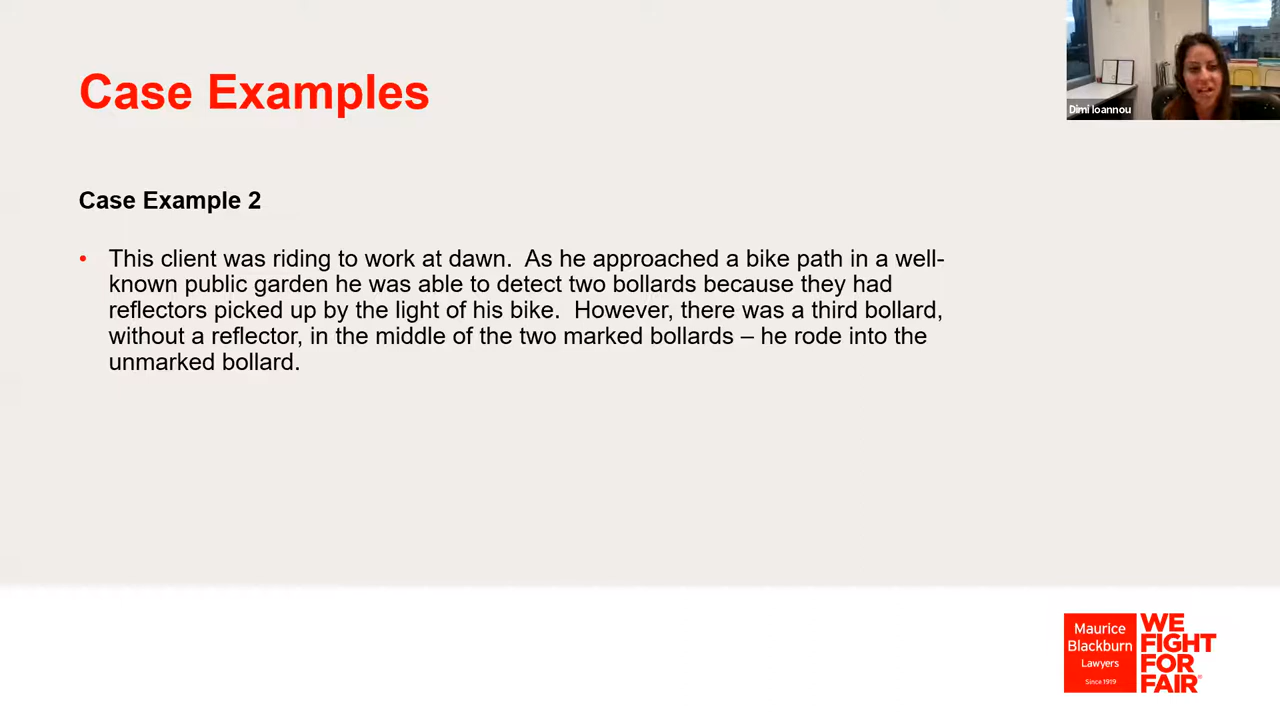 Case Examples
Dimi Ioannou
Case Example 2
• This client was riding to work at dawn.  As he approached a bike path in a well-
known public garden he was able to detect two bollards because they had
reflectors picked up by the light of his bike.  However, there was a third bollard,
without a reflector, in the middle of the two marked bollards – he rode into the
unmarked bollard.
Maurice
Blackburn
Lawyers
Since 1919
WE
FIGHT
FOR
FAIR